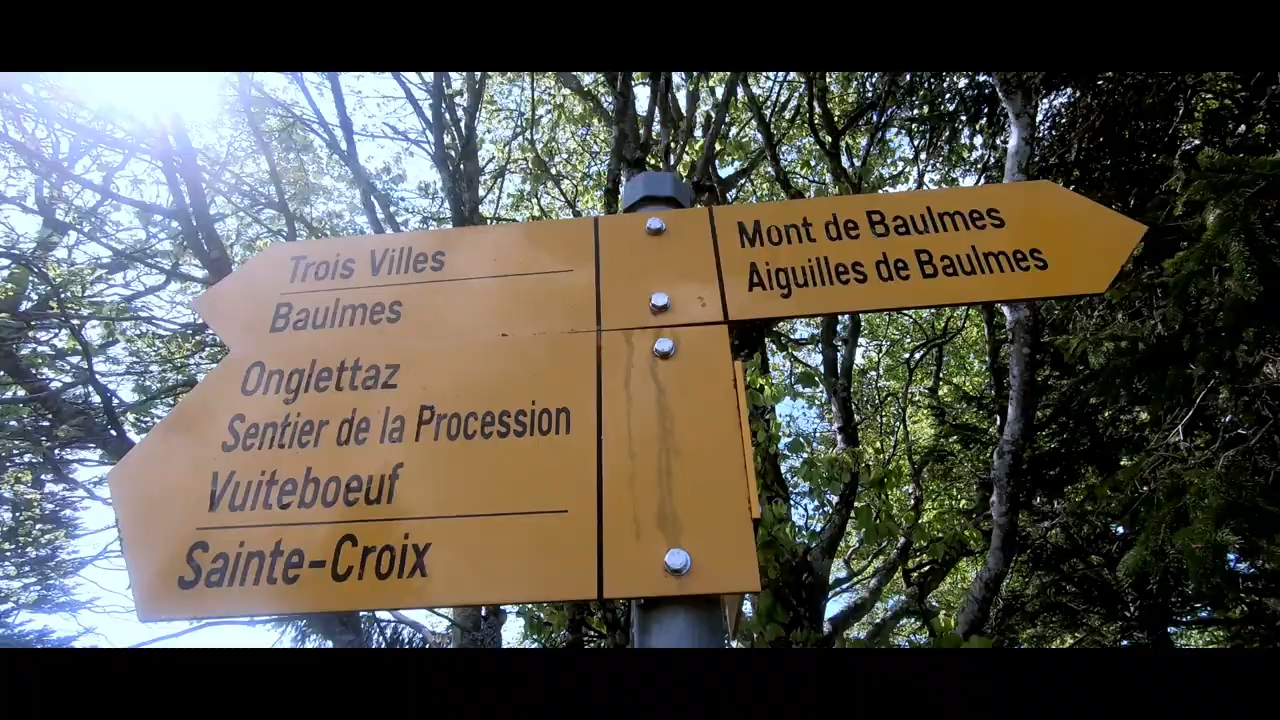 Trois Villes
Baulmes
Onglettaz
Sentier de la Procession
Vuiteboeuf
Sainte-Croix
Mont de Baulmes
Aiguilles de Baulmes